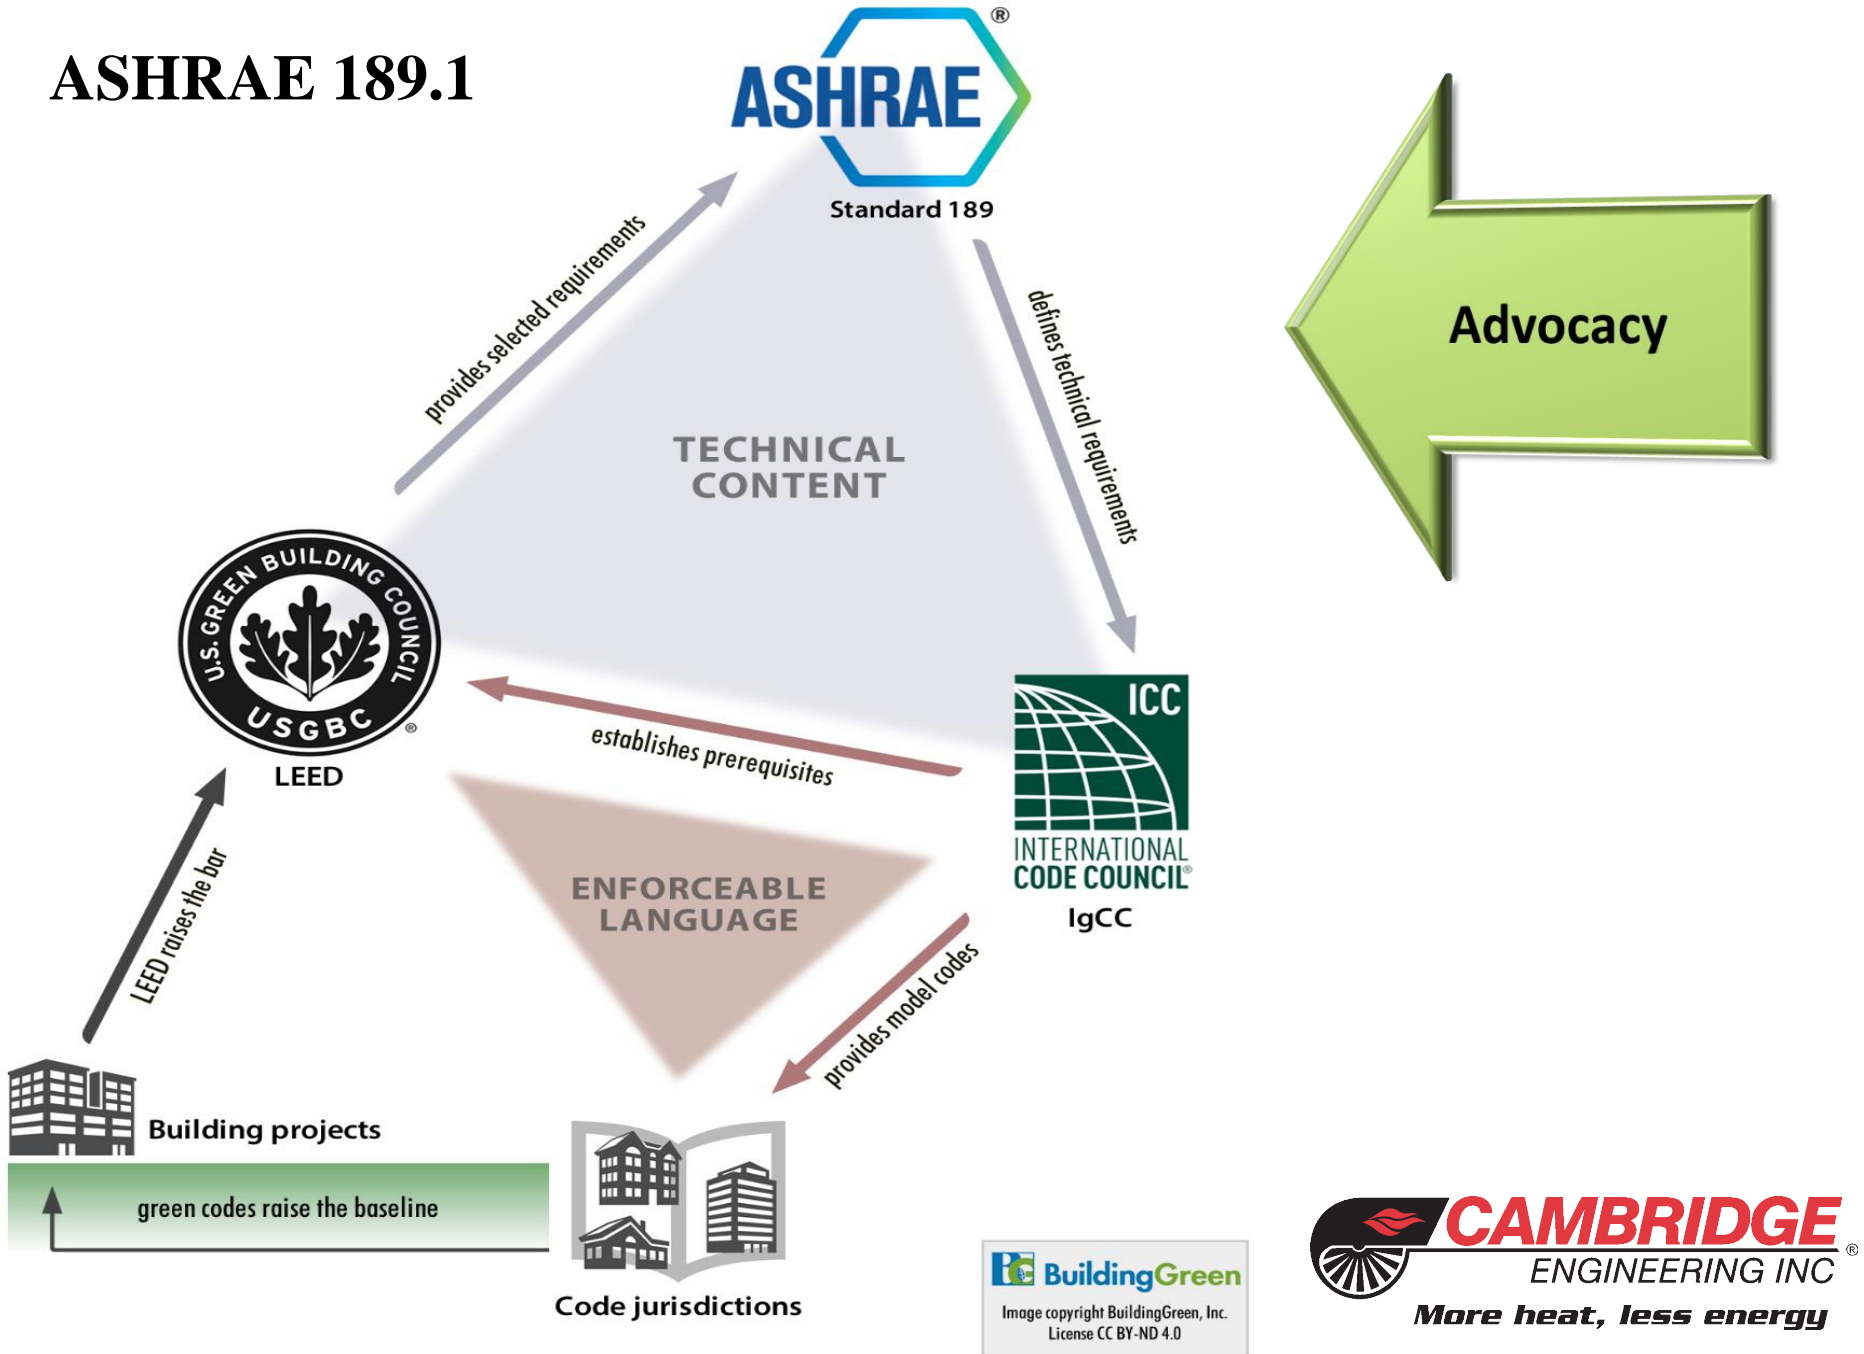 ASHRAE 189.1
ASHRAE
®
Standard 189
provides selected requirements
defines technical requirements
Advocacy
TECHNICAL
CONTENT
U.S. GREEN BUILDING COUNCIL
USGBC
®
LEED
establishes prerequisites
ICC
INTERNATIONAL
CODE COUNCIL®
IgCC
ENFORCEABLE
LANGUAGE
LEED raises the bar
provides model codes
Building projects
green codes raise the baseline
Code jurisdictions
BuildingGreen
Image copyright BuildingGreen, Inc.
License CC BY-ND 4.0
CAMBRIDGE
ENGINEERING INC
®
More heat, less energy